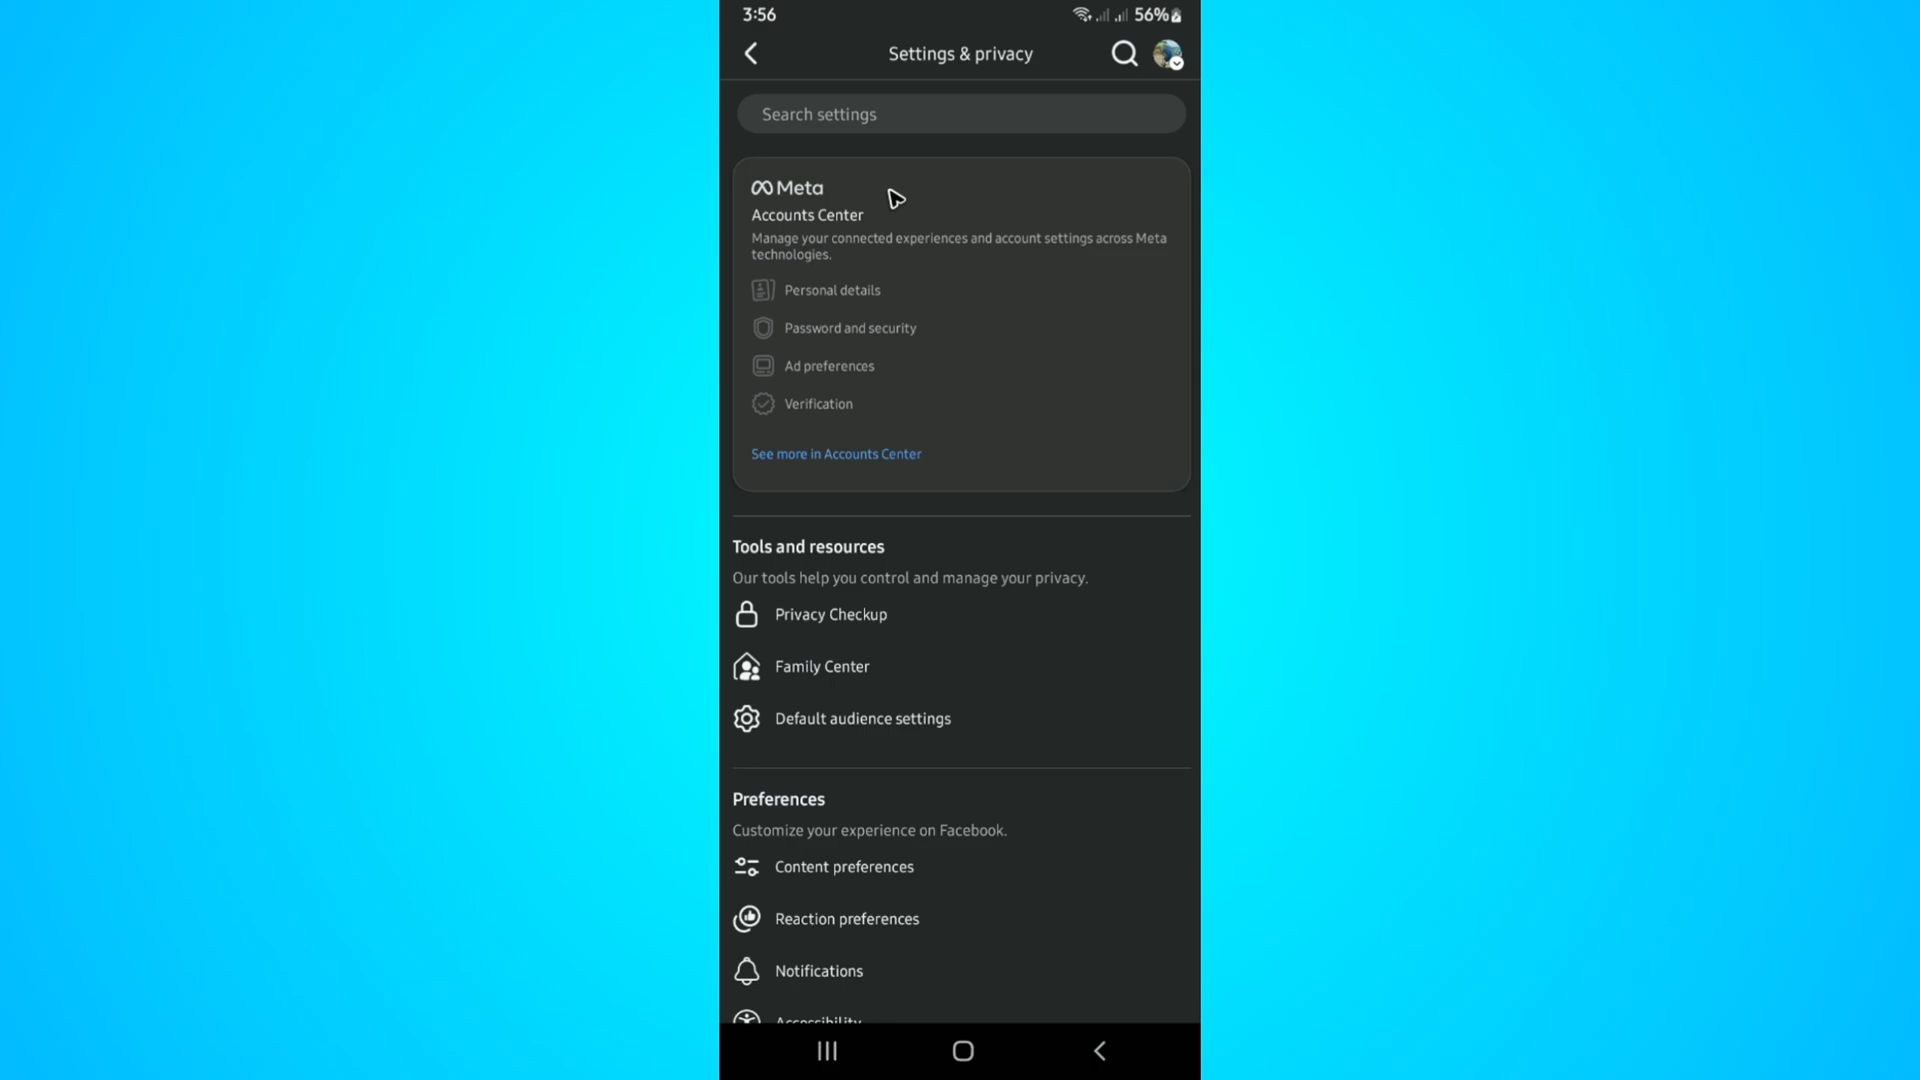 3:56
56%
Settings & privacy
Search settings
Meta
Accounts Center
Manage your connected experiences and account settings across Meta
technologies.
Personal details
Password and security
Ad preferences
Verification
See more in Accounts Center
Tools and resources
Our tools help you control and manage your privacy.
Privacy Checkup
Family Center
Default audience settings
Preferences
Customize your experience on Facebook.
Content preferences
Reaction preferences
Notifications
Accessibility